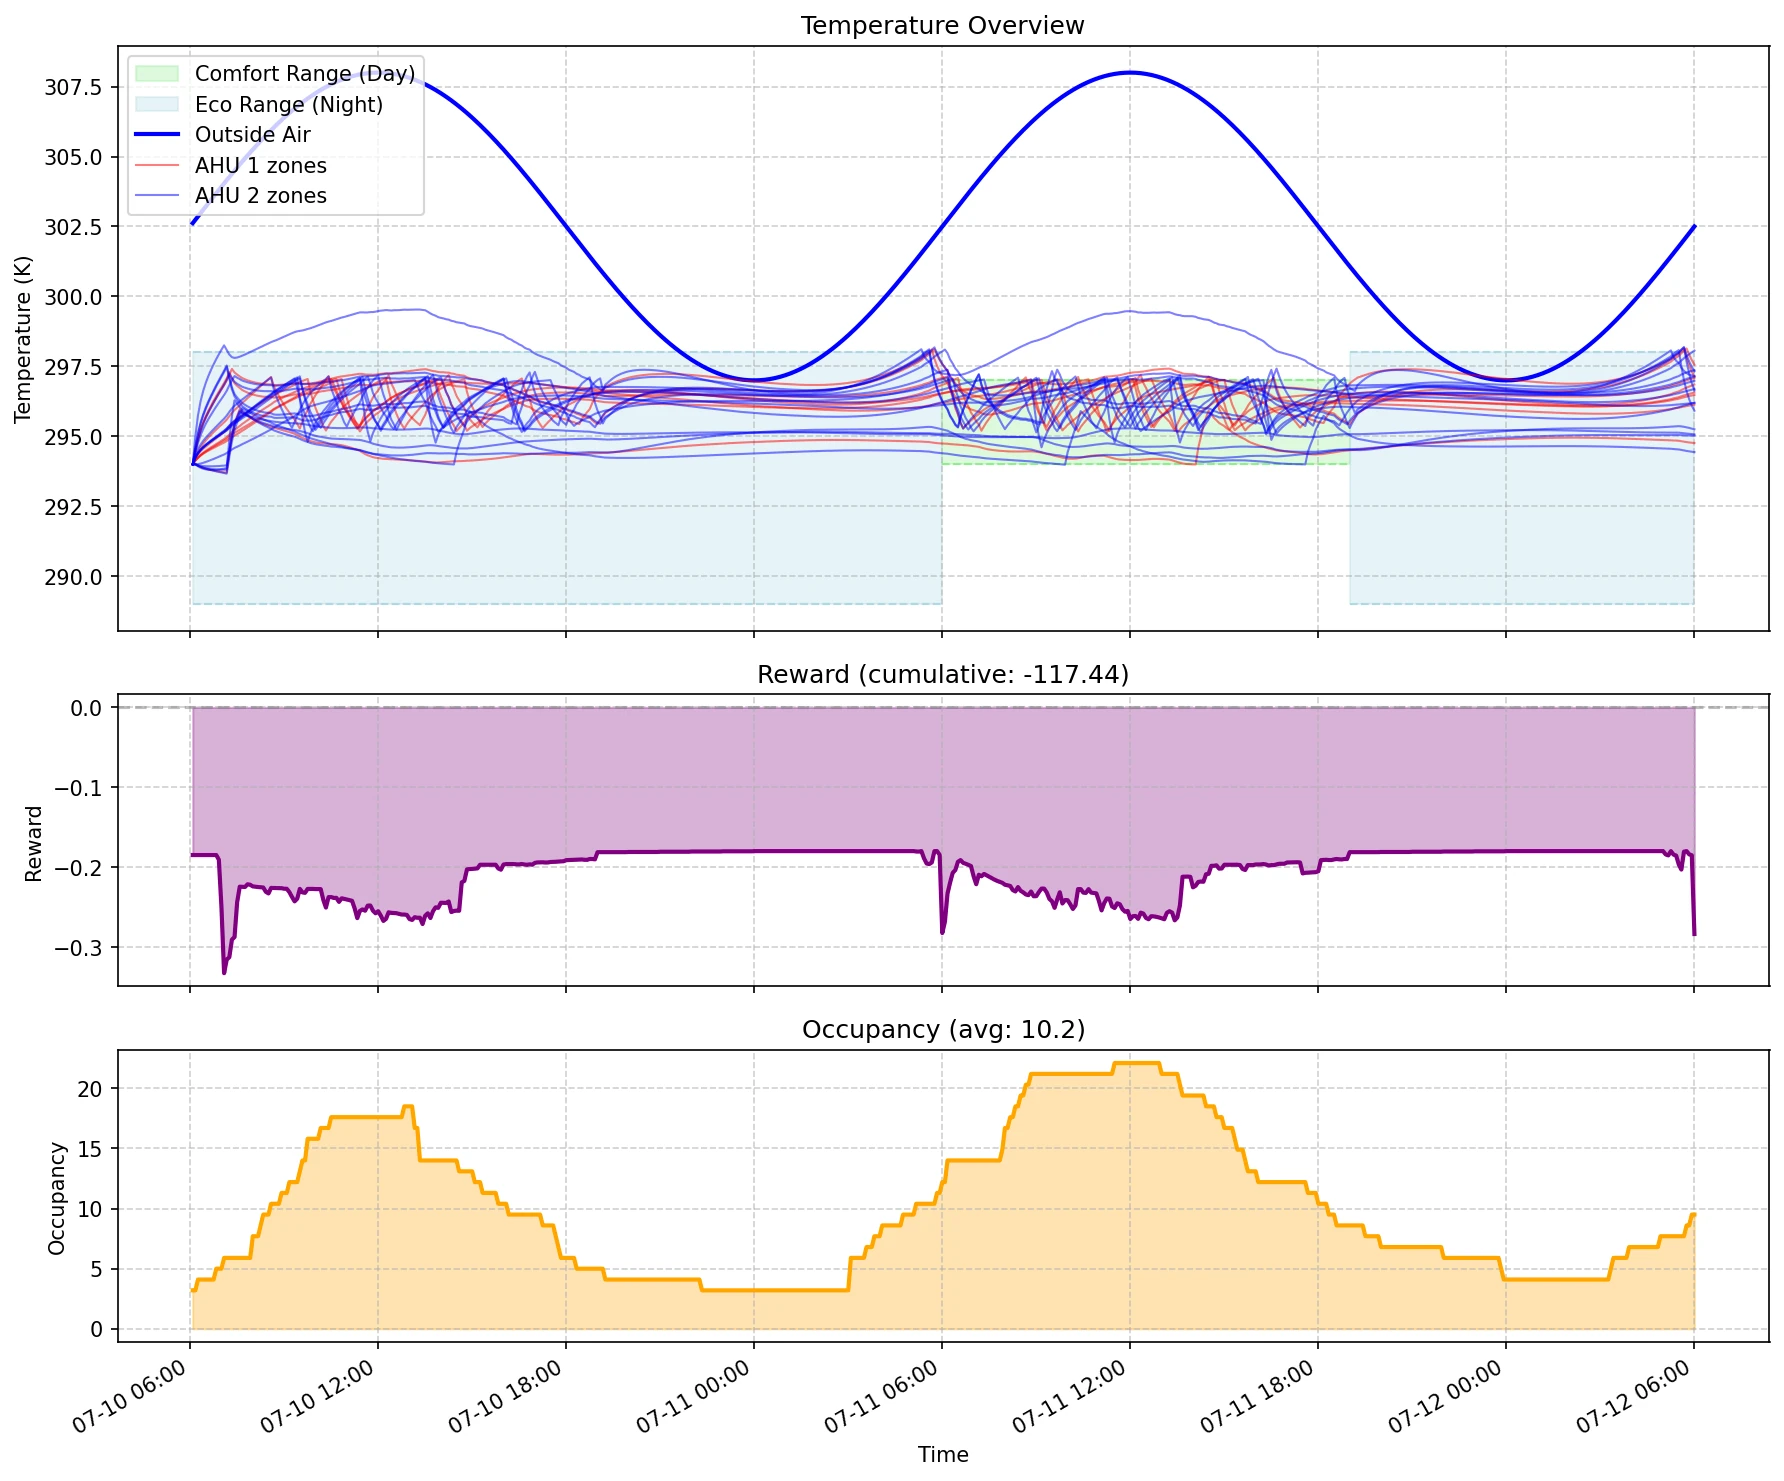 Temperature Overview
Comfort Range (Day)
Eco Range (Night)
Outside Air
AHU 1 zones
AHU 2 zones
Temperature (K)
307.5
305.0
302.5
300.0
297.5
295.0
292.5
290.0
Reward (cumulative: -117.44)
Reward
0.0
−0.1
−0.2
−0.3
Occupancy (avg: 10.2)
Occupancy
20
15
10
5
0
07-10 06:00
07-10 12:00
07-10 18:00
07-11 00:00
07-11 06:00
07-11 12:00
07-11 18:00
07-12 00:00
07-12 06:00
Time